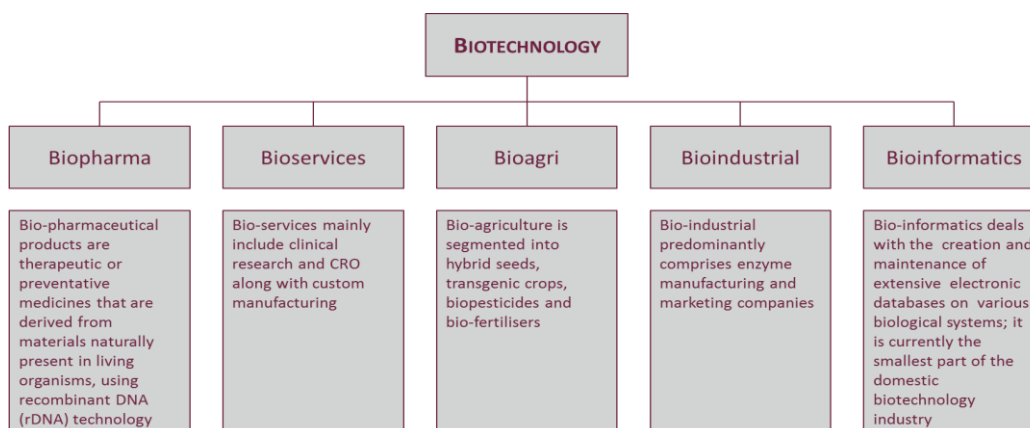 BIOTECHNOLOGY
Biopharma
Bioservices
Bioagri
Bioindustrial
Bioinformatics
Bio-pharmaceutical
products are
therapeutic or
preventative
medicines that are
derived from
materials naturally
present in living
organisms, using
recombinant DNA
(rDNA) technology
Bio-services mainly
include clinical
research and CRO
along with custom
manufacturing
Bio-agriculture is
segmented into
hybrid seeds,
transgenic crops,
biopesticides and
bio-fertilisers
Bio-industrial
predominantly
comprises enzyme
manufacturing and
marketing companies
Bio-informatics deals
with the creation and
maintenance of
extensive electronic
databases on various
biological systems; it
is currently the
smallest part of the
domestic
biotechnology
industry